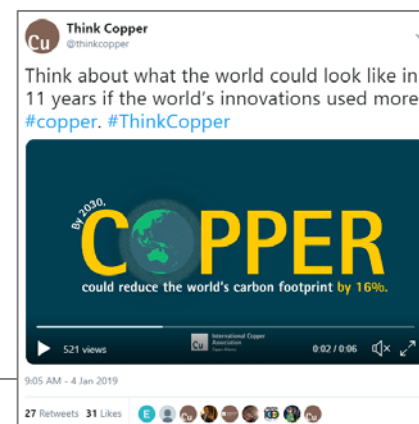 Cu
Think Copper
@thinkcopper
Think about what the world could look like in
11 years if the world's innovations used more
#copper. #ThinkCopper
By 2030,
COPPER
could reduce the world's carbon footprint by 16%.
521 views
Cu
International Copper
Association
0:02 / 0:06
9:05 AM - 4 Jan 2019
27 Retweets 31 Likes
E